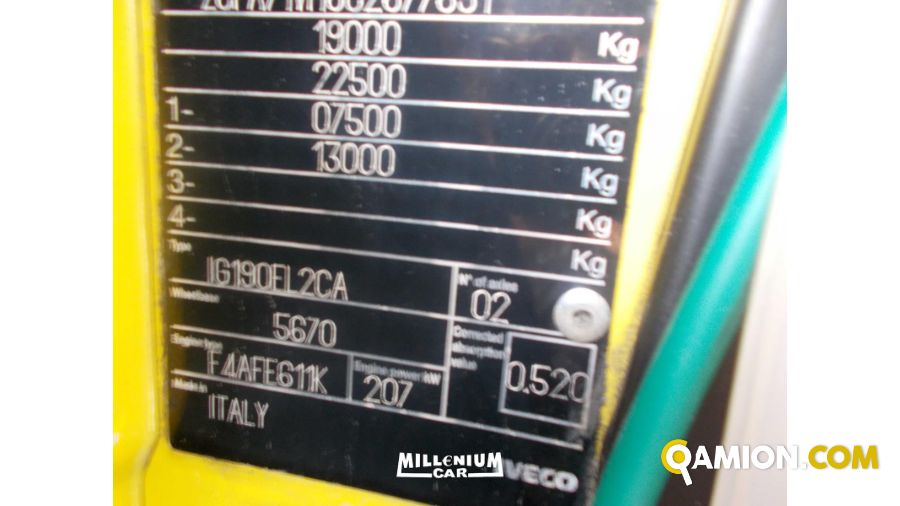 19000 Kg
22500 Kg
1- 07500 Kg
2- 13000 Kg
3- Kg
4- Kg
Type
IG190EL2CA
N° of axles
02
Wheelbase
5670
Corrected
absorption
value
0.520
Engine type
F4AFE611K
Engine power kW
207
Made in
ITALY
MILLENIUM
CAR
IVECO
QAMION.COM